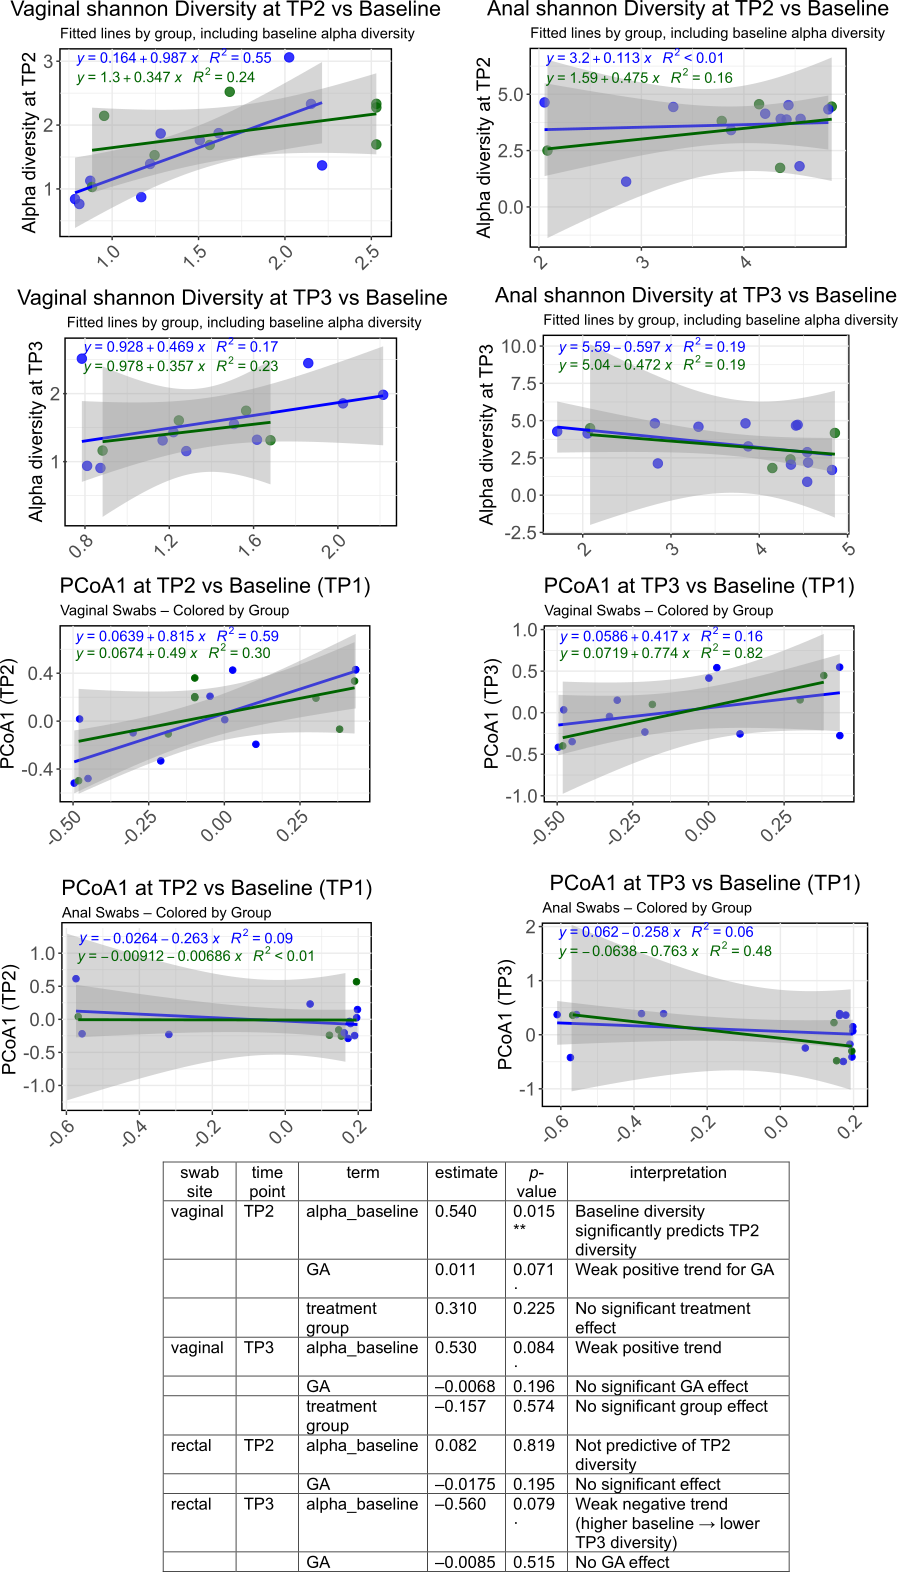 Vaginal shannon Diversity at TP2 vs Baseline
Fitted lines by group, including baseline alpha diversity
y = 0.164 + 0.987 x R² = 0.55
y = 1.3 + 0.347 x R² = 0.24
Alpha diversity at TP2
3
2
1
1.0
1.5
2.0
2.5
Anal shannon Diversity at TP2 vs Baseline
Fitted lines by group, including baseline alpha diversity
y = 3.2 + 0.113 x R² < 0.01
y = 1.59 + 0.475 x R² = 0.16
Alpha diversity at TP2
5.0
2.5
0.0
2
3
4
Vaginal shannon Diversity at TP3 vs Baseline
Fitted lines by group, including baseline alpha diversity
y = 0.928 + 0.469 x R² = 0.17
y = 0.978 + 0.357 x R² = 0.23
Alpha diversity at TP3
2
1
0.8
1.2
1.6
2.0
Anal shannon Diversity at TP3 vs Baseline
Fitted lines by group, including baseline alpha diversity
y = 5.59 − 0.597 x R² = 0.19
y = 5.04 − 0.472 x R² = 0.19
Alpha diversity at TP3
10.0
7.5
5.0
2.5
0.0
-2.5
2
3
4
5
PCoA1 at TP2 vs Baseline (TP1)
Vaginal Swabs – Colored by Group
y = 0.0639 + 0.815 x R² = 0.59
y = 0.0674 + 0.49 x R² = 0.30
PCoA1 (TP2)
0.4
0.0
-0.4
-0.50
-0.25
0.00
0.25
PCoA1 at TP3 vs Baseline (TP1)
Vaginal Swabs – Colored by Group
y = 0.0586 + 0.417 x R² = 0.16
y = 0.0719 + 0.774 x R² = 0.82
PCoA1 (TP3)
1.0
0.5
0.0
-0.5
-1.0
-0.50
-0.25
0.00
0.25
PCoA1 at TP2 vs Baseline (TP1)
Anal Swabs – Colored by Group
y = − 0.0264 − 0.263 x R² = 0.09
y = − 0.00912 − 0.00686 x R² < 0.01
PCoA1 (TP2)
1.0
0.5
0.0
-0.5
-1.0
-0.6
-0.4
-0.2
0.0
0.2
PCoA1 at TP3 vs Baseline (TP1)
Anal Swabs – Colored by Group
y = 0.062 − 0.258 x R² = 0.06
y = − 0.0638 − 0.763 x R² = 0.48
PCoA1 (TP3)
2
1
0
-1
-0.6
-0.4
-0.2
0.0
0.2
swab time term estimate p- interpretation
site point value
vaginal TP2 alpha_baseline 0.540 0.015 Baseline diversity
** significantly predicts TP2
diversity
GA 0.011 0.071 Weak positive trend for GA
.
treatment 0.310 0.225 No significant treatment
group effect
vaginal TP3 alpha_baseline 0.530 0.084 Weak positive trend
.
GA –0.0068 0.196 No significant GA effect
treatment –0.157 0.574 No significant group effect
group
rectal TP2 alpha_baseline 0.082 0.819 Not predictive of TP2
diversity
GA –0.0175 0.195 No significant effect
rectal TP3 alpha_baseline –0.560 0.079 Weak negative trend
. (higher baseline → lower
TP3 diversity)
GA –0.0085 0.515 No GA effect